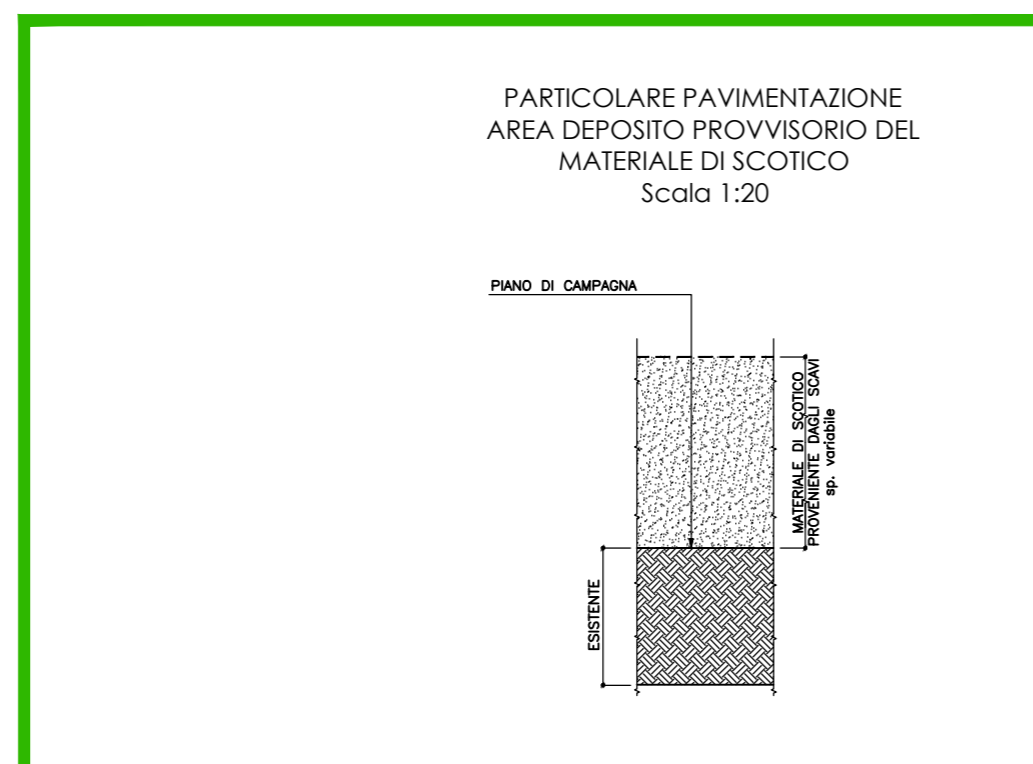 PARTICOLARE PAVIMENTAZIONE
AREA DEPOSITO PROVVISORIO DEL
MATERIALE DI SCOTICO
Scala 1:20
PIANO DI CAMPAGNA
MATERIALE DI SCOTICO
PROVENIENTE DAGLI SCAVI
sp. variabile
ESISTENTE